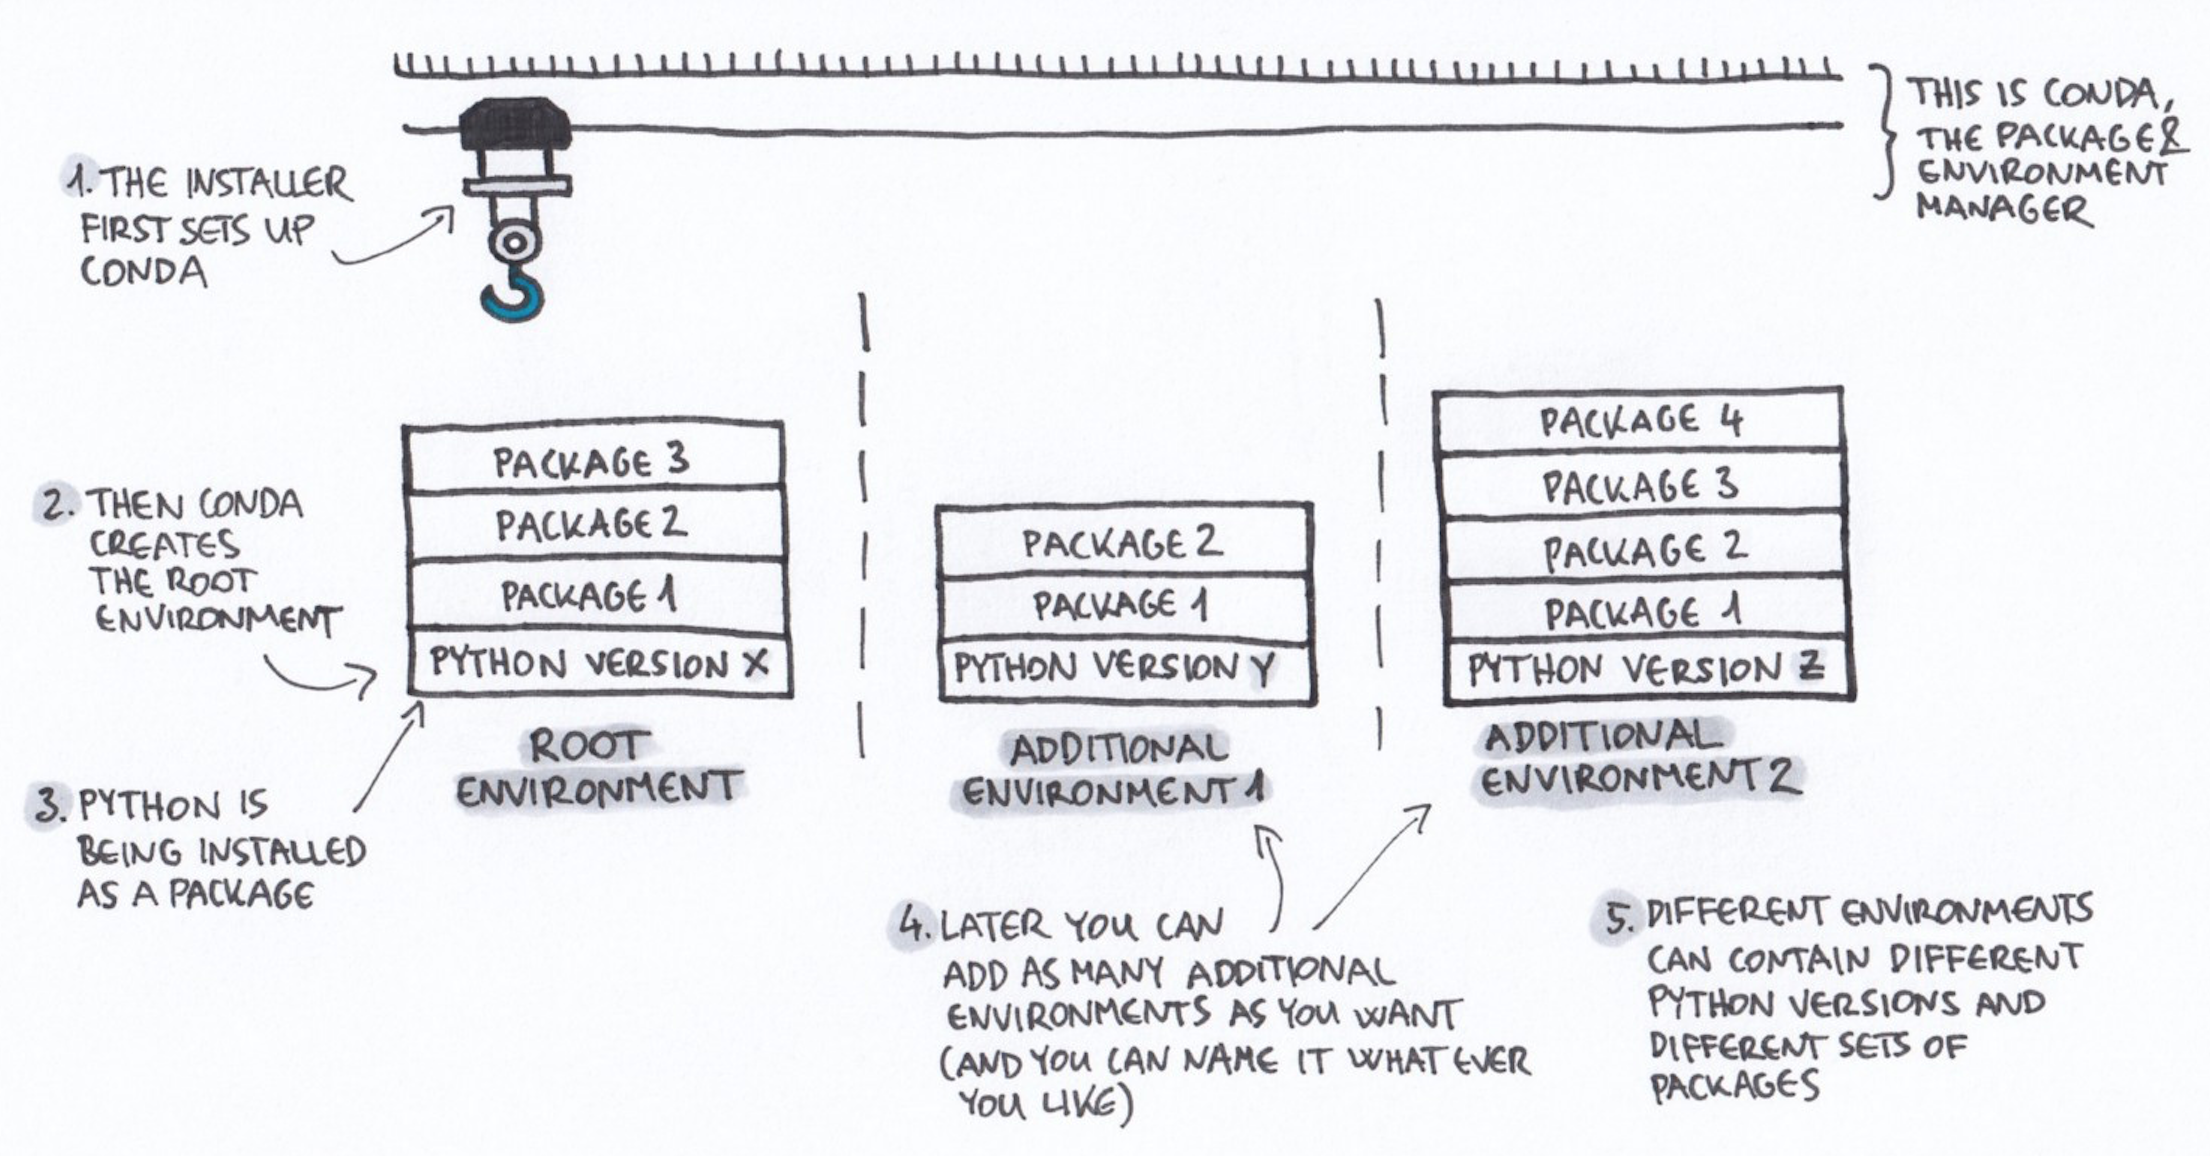 THIS IS CONDA,
THE PACKAGE &
ENVIRONMENT
MANAGER
1. THE INSTALLER
FIRST SETS UP
CONDA
2. THEN CONDA
CREATES
THE ROOT
ENVIRONMENT
3. PYTHON IS
BEING INSTALLED
AS A PACKAGE
PACKAGE 3
PACKAGE 2
PACKAGE 1
PYTHON VERSION X
ROOT
ENVIRONMENT
PACKAGE 2
PACKAGE 1
PYTHON VERSION Y
ADDITIONAL
ENVIRONMENT 1
PACKAGE 4
PACKAGE 3
PACKAGE 2
PACKAGE 1
PYTHON VERSION Z
ADDITIONAL
ENVIRONMENT 2
4. LATER YOU CAN
ADD AS MANY ADDITIONAL
ENVIRONMENTS AS YOU WANT
(AND YOU CAN NAME IT WHAT EVER
YOU LIKE)
5. DIFFERENT ENVIRONMENTS
CAN CONTAIN DIFFERENT
PYTHON VERSIONS AND
DIFFERENT SETS OF
PACKAGES